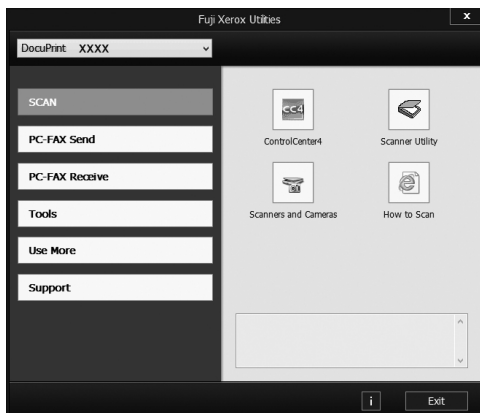 Fuji Xerox Utilities
x
DocuPrint XXXX
SCAN
PC-FAX Send
PC-FAX Receive
Tools
Use More
Support
cc4
ControlCenter4
Scanner Utility
Scanners and Cameras
How to Scan
i
Exit